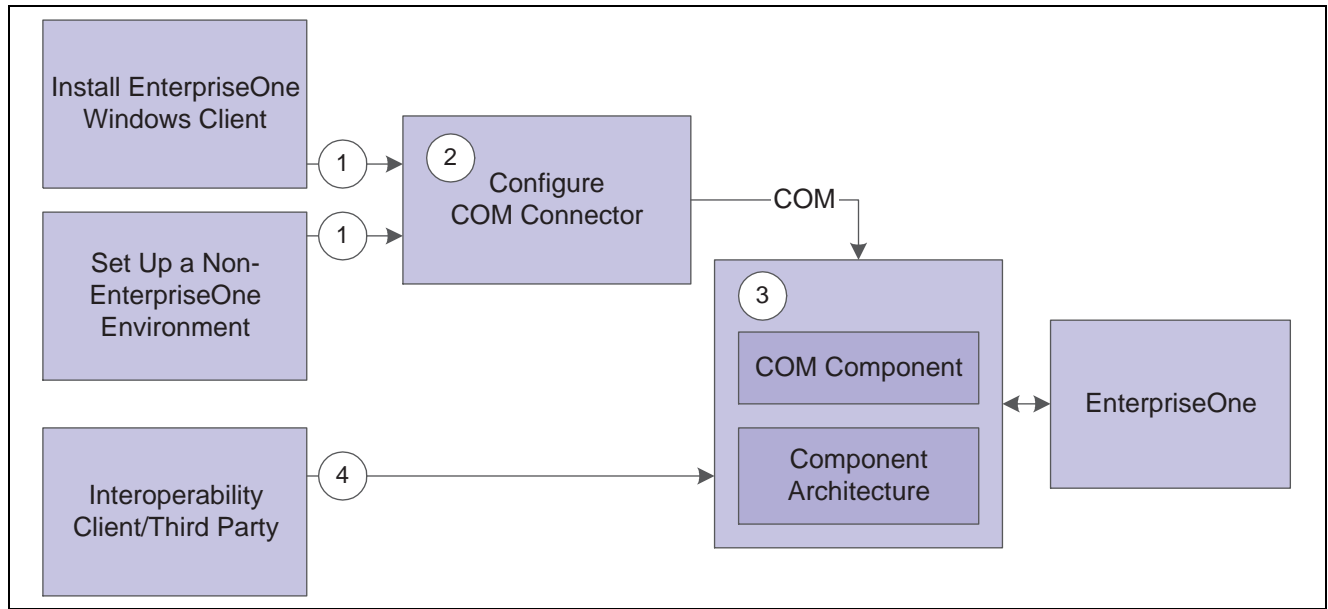 Install EnterpriseOne
Windows Client
1
2
Configure
COM Connector
COM
1
Set Up a Non-
EnterpriseOne
Environment
3
COM Component
Component
Architecture
EnterpriseOne
Interoperability
Client/Third Party
4